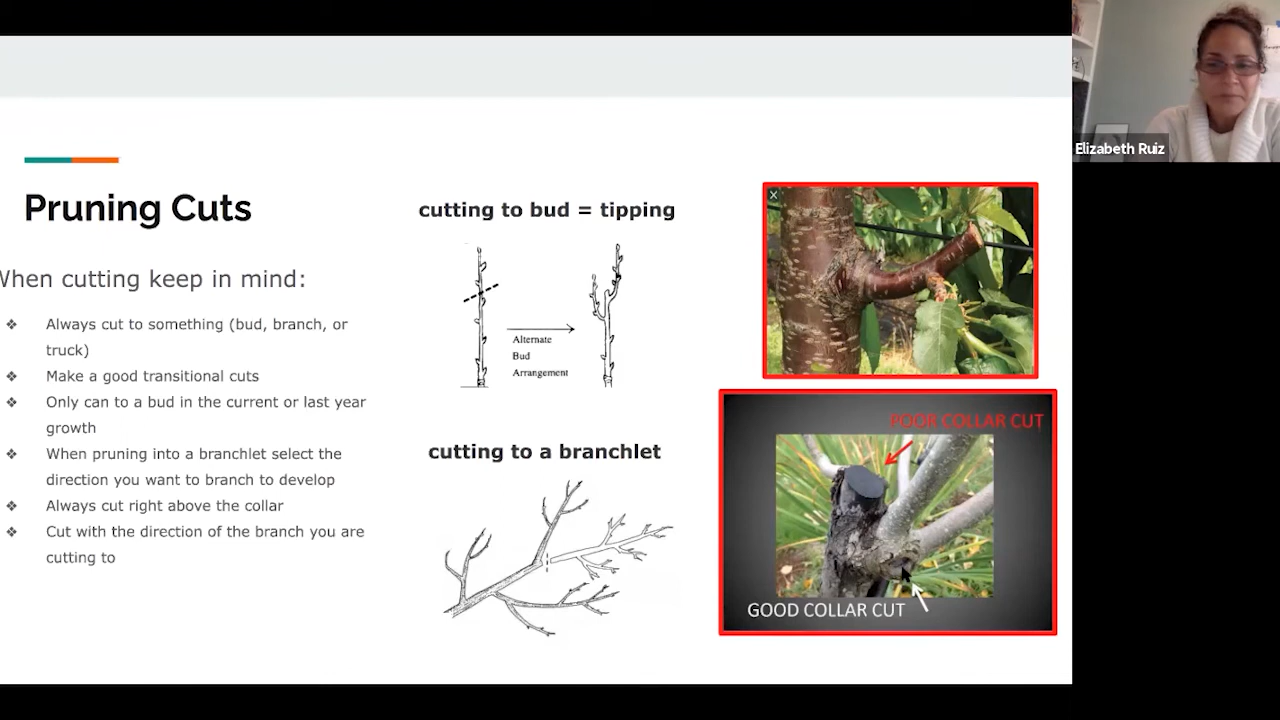 Pruning Cuts
When cutting keep in mind:
❖ Always cut to something (bud, branch, or
truck)
❖ Make a good transitional cuts
❖ Only can to a bud in the current or last year
growth
❖ When pruning into a branchlet select the
direction you want to branch to develop
❖ Always cut right above the collar
❖ Cut with the direction of the branch you are
cutting to
cutting to bud = tipping
Alternate
Bud
Arrangement
cutting to a branchlet
POOR COLLAR CUT
GOOD COLLAR CUT
Elizabeth Ruiz